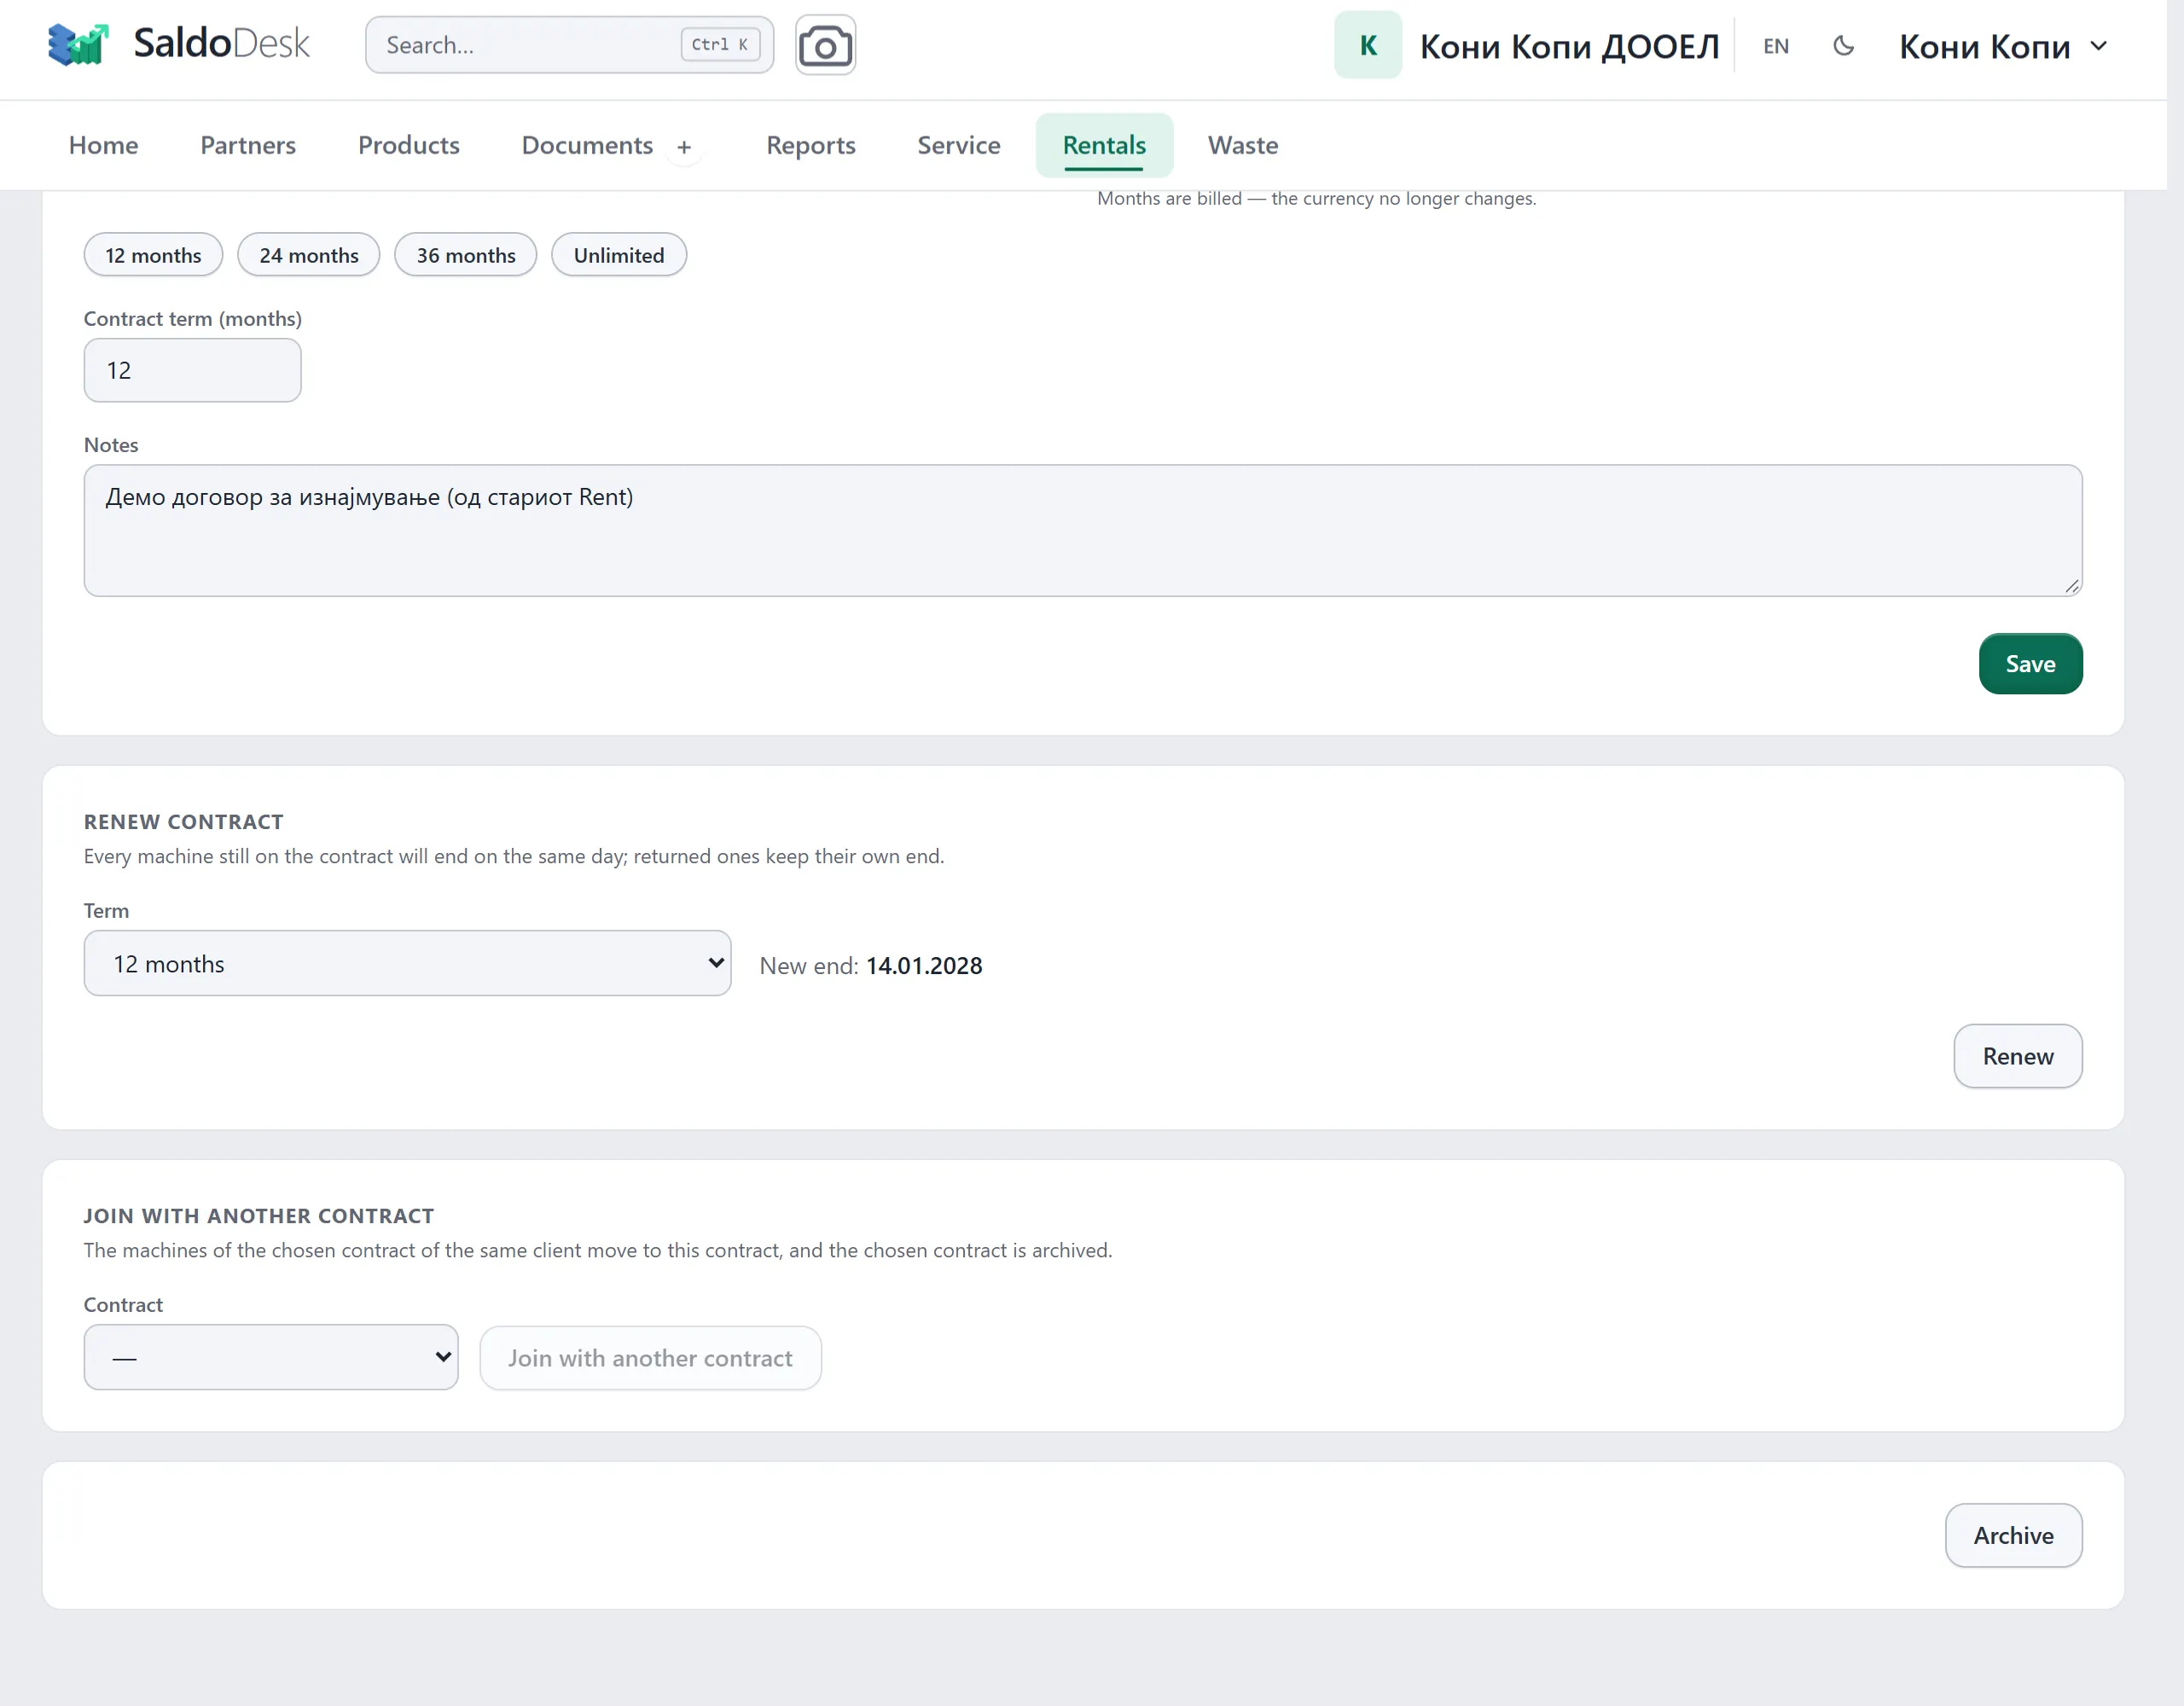 SaldoDesk
Search...
Ctrl K
K
Кони Копи ДООЕЛ
EN
Кони Копи
Home
Partners
Products
Documents
+
Reports
Service
Rentals
Waste
Months are billed — the currency no longer changes.
12 months
24 months
36 months
Unlimited
Contract term (months)
12
Notes
Демо договор за изнајмување (од стариот Rent)
Save
RENEW CONTRACT
Every machine still on the contract will end on the same day; returned ones keep their own end.
Term
12 months
New end: 14.01.2028
Renew
JOIN WITH ANOTHER CONTRACT
The machines of the chosen contract of the same client move to this contract, and the chosen contract is archived.
Contract
—
Join with another contract
Archive